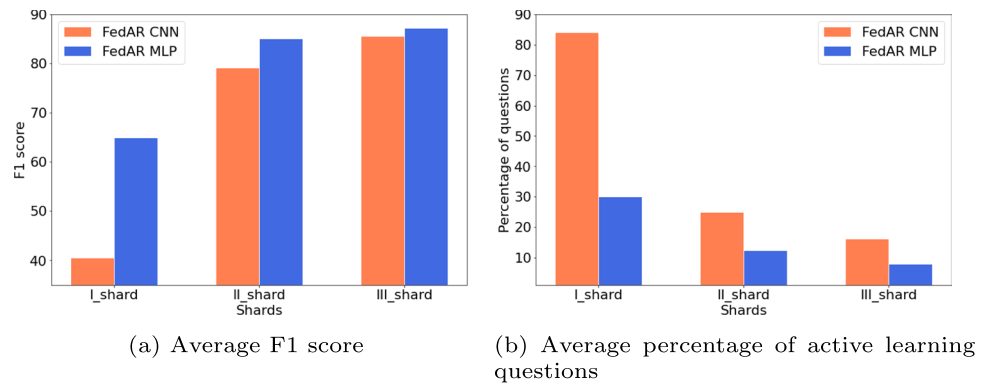 90
80
70
60
50
40
F1 score
FedAR CNN
FedAR MLP
I_shard
II_shard
III_shard
Shards
(a) Average F1 score
90
80
70
60
50
40
30
20
10
Percentage of questions
FedAR CNN
FedAR MLP
I_shard
II_shard
III_shard
Shards
(b) Average percentage of active learning
questions